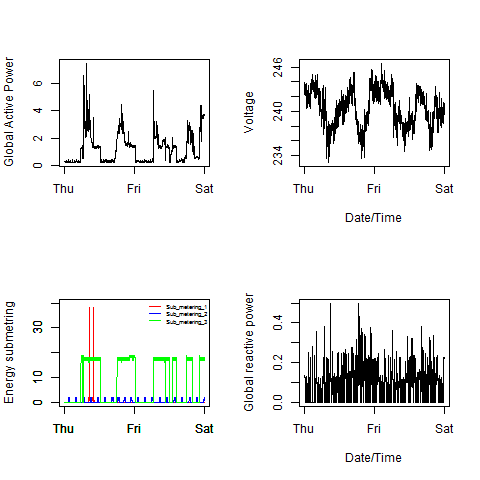 Global Active Power
6
4
2
0
Thu
Fri
Sat
Voltage
246
240
234
Thu
Fri
Sat
Date/Time
Energy submetring
30
10
0
Sub_metering_1
Sub_metering_2
Sub_metering_3
Thu
Fri
Sat
Global reactive power
0.4
0.2
0.0
Thu
Fri
Sat
Date/Time